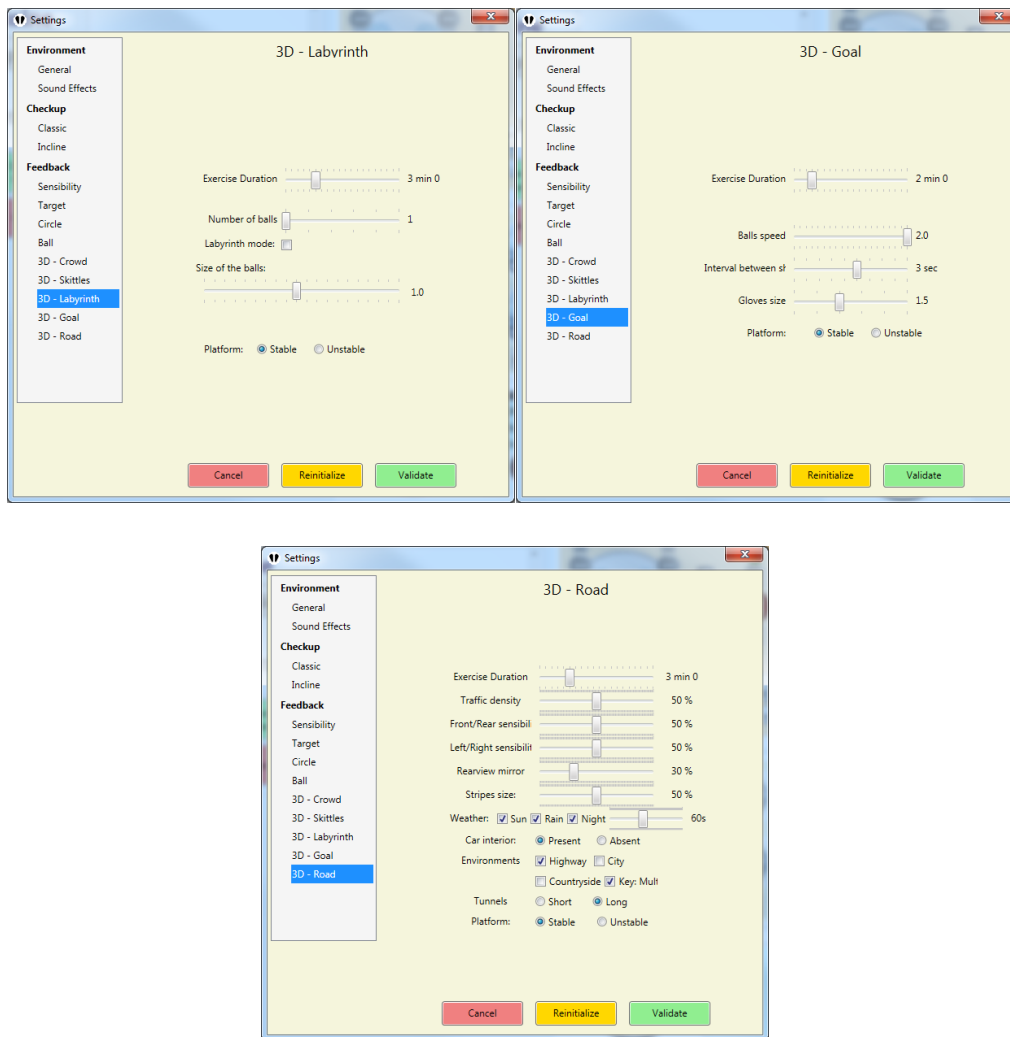 Settings
Environment
General
Sound Effects
Checkup
Classic
Incline
Feedback
Sensibility
Target
Circle
Ball
3D - Crowd
3D - Skittles
3D - Labyrinth
3D - Goal
3D - Road
3D - Labyrinth
Exercise Duration 3 min 0
Number of balls 1
Labyrinth mode:
Size of the balls:
1.0
Platform: Stable Unstable
Cancel Reinitialize Validate
Settings
Environment
General
Sound Effects
Checkup
Classic
Incline
Feedback
Sensibility
Target
Circle
Ball
3D - Crowd
3D - Skittles
3D - Labyrinth
3D - Goal
3D - Road
3D - Goal
Exercise Duration 2 min 0
Balls speed 2.0
Interval between sh 3 sec
Gloves size 1.5
Platform: Stable Unstable
Cancel Reinitialize Validate
Settings
Environment
General
Sound Effects
Checkup
Classic
Incline
Feedback
Sensibility
Target
Circle
Ball
3D - Crowd
3D - Skittles
3D - Labyrinth
3D - Goal
3D - Road
3D - Road
Exercise Duration 3 min 0
Traffic density 50 %
Front/Rear sensibil 50 %
Left/Right sensibilit 50 %
Rearview mirror 30 %
Stripes size: 50 %
Weather: Sun Rain Night 60s
Car interior: Present Absent
Environments Highway City
Countryside Key: Mult
Tunnels Short Long
Platform: Stable Unstable
Cancel Reinitialize Validate